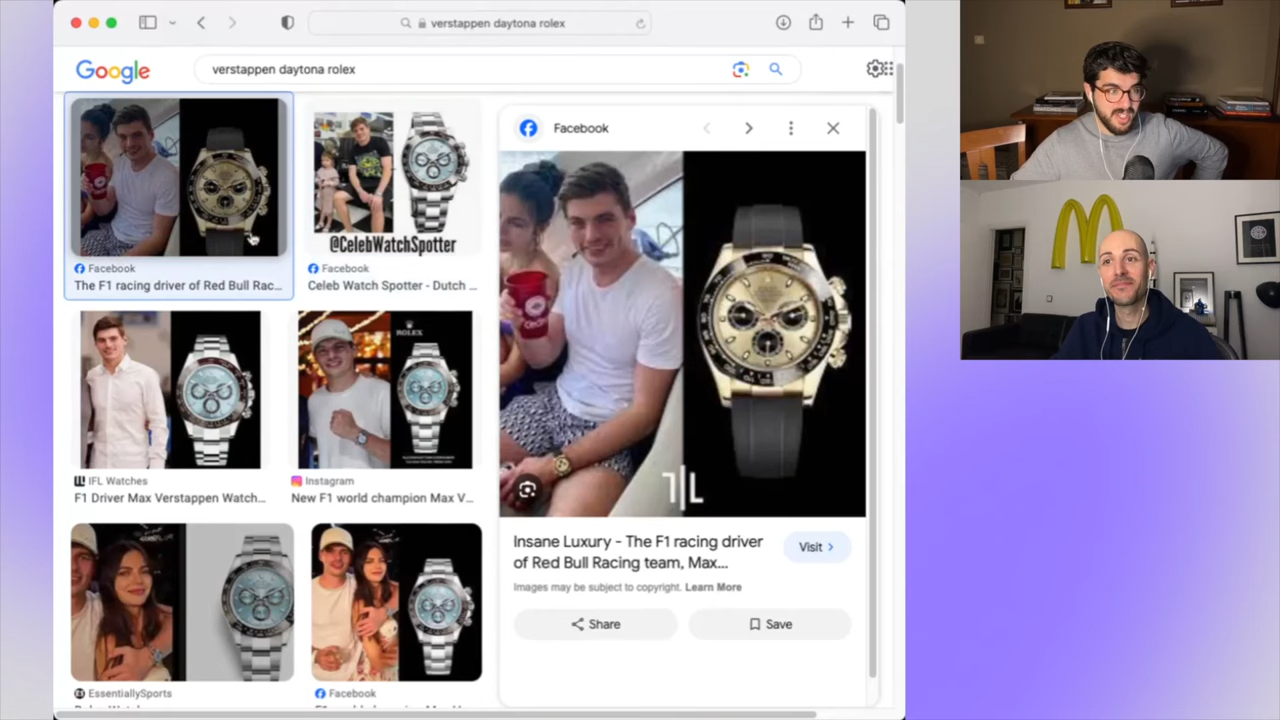 verstappen daytona rolex
Google
verstappen daytona rolex
Facebook
The F1 racing driver of Red Bull Rac...
@CelebWatchSpotter
Facebook
Celeb Watch Spotter - Dutch ...
IFL Watches
F1 Driver Max Verstappen Watch...
ROLEX
Instagram
New F1 world champion Max V...
EssentiallySports
Facebook
Facebook
Insane Luxury - The F1 racing driver
of Red Bull Racing team, Max...
Visit
Images may be subject to copyright. Learn More
Share
Save